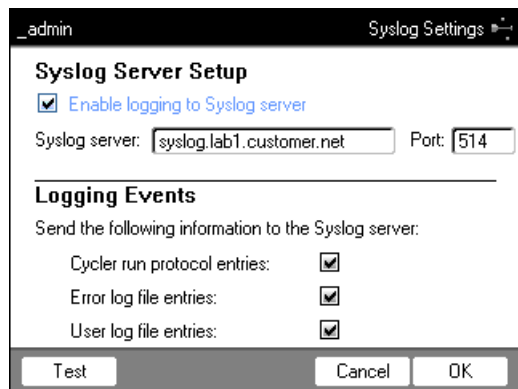 _admin Syslog Settings
Syslog Server Setup
Enable logging to Syslog server
Syslog server: syslog.lab1.customer.net Port: 514
Logging Events
Send the following information to the Syslog server:
Cycler run protocol entries:
Error log file entries:
User log file entries:
Test Cancel OK